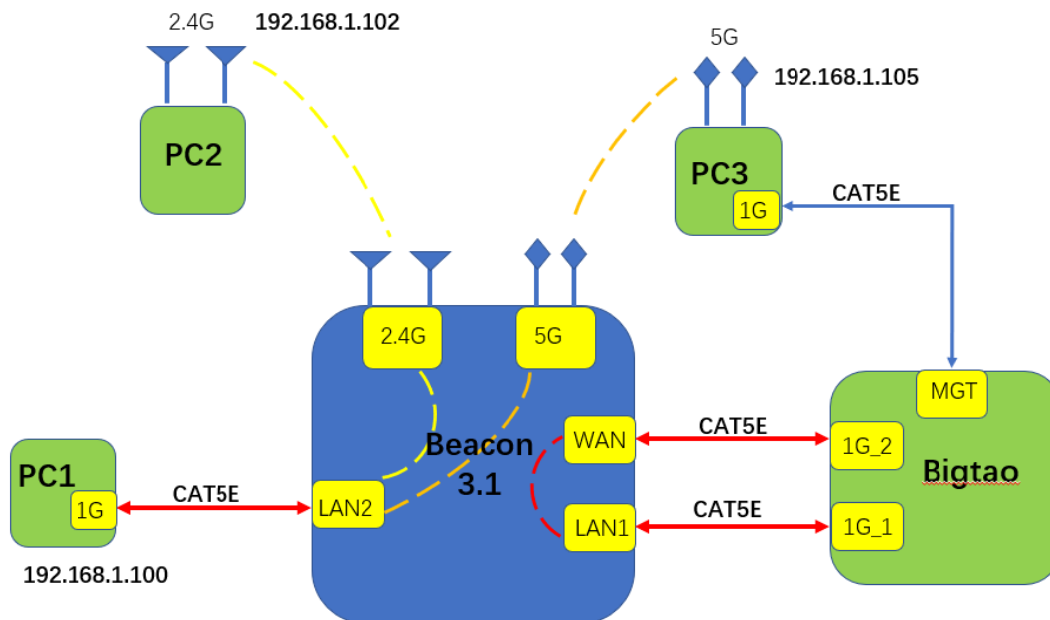 2.4G
192.168.1.102
5G
192.168.1.105
PC2
PC3
1G
CAT5E
2.4G
5G
MGT
WAN
CAT5E
1G_2
Beacon
3.1
Bigtao
PC1
1G
CAT5E
LAN2
LAN1
CAT5E
1G_1
192.168.1.100